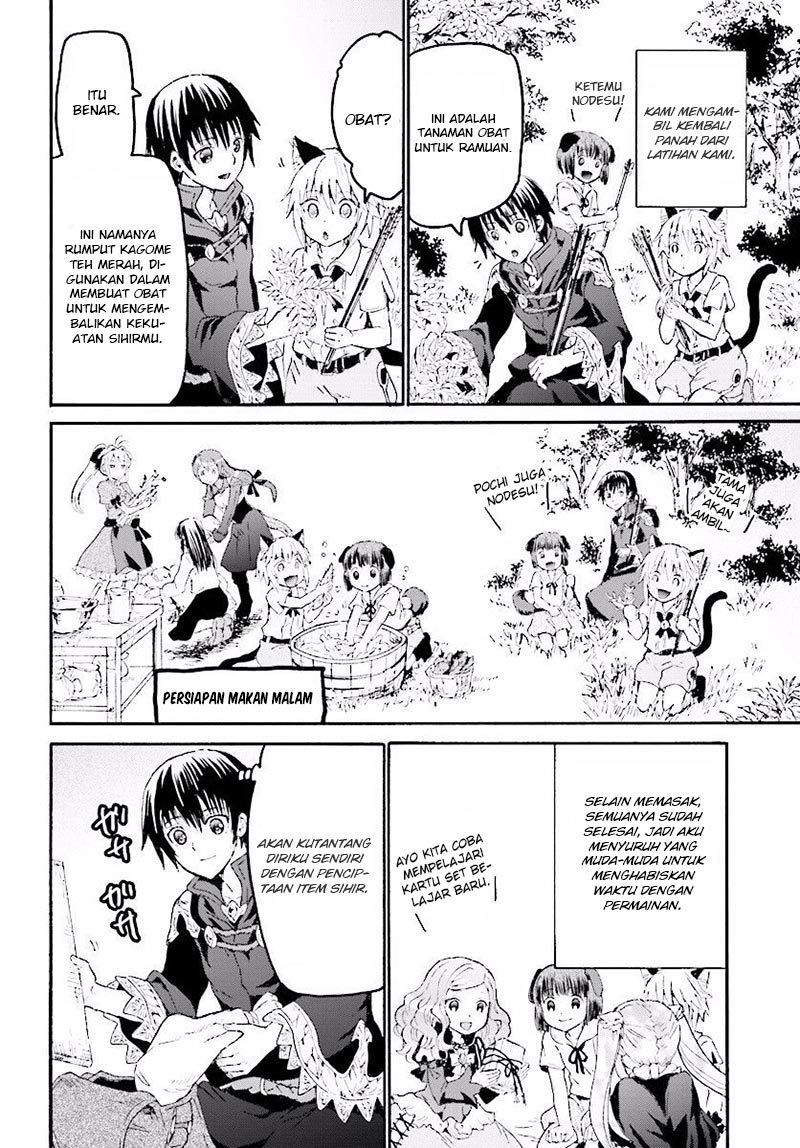 KAMI MENGAM-
BIL KEMBALI
PANAH DARI
LATIHAN KAMI.
KETEMU
NODESU!
INI ADALAH
TANAMAN OBAT
UNTUK RAMUAN.
OBAT?
ITU
BENAR.
INI NAMANYA
RUMPUT KAGOME
TEH MERAH, DI-
GUNAKAN DALAM
MEMBUAT OBAT
UNTUK MENGEM-
BALIKAN KEKU-
ATAN SIHIRMU.
TAMA
JUGA
AKAN
AMBIL~
POCHI JUGA
NODESU!
PERSIAPAN MAKAN MALAM
SELAIN MEMASAK,
SEMUANYA SUDAH
SELESAI, JADI AKU
MENYURUH YANG
MUDA-MUDA UNTUK
MENGHABISKAN
WAKTU DENGAN
PERMAINAN.
AYO KITA COBA
MEMPELAJARI
KARTU SET BE-
LAJAR BARU.
AKAN KUTANTANG
DIRIKU SENDIRI
DENGAN PENCIP-
TAAN ITEM SIHIR.
ガサ
ガサ